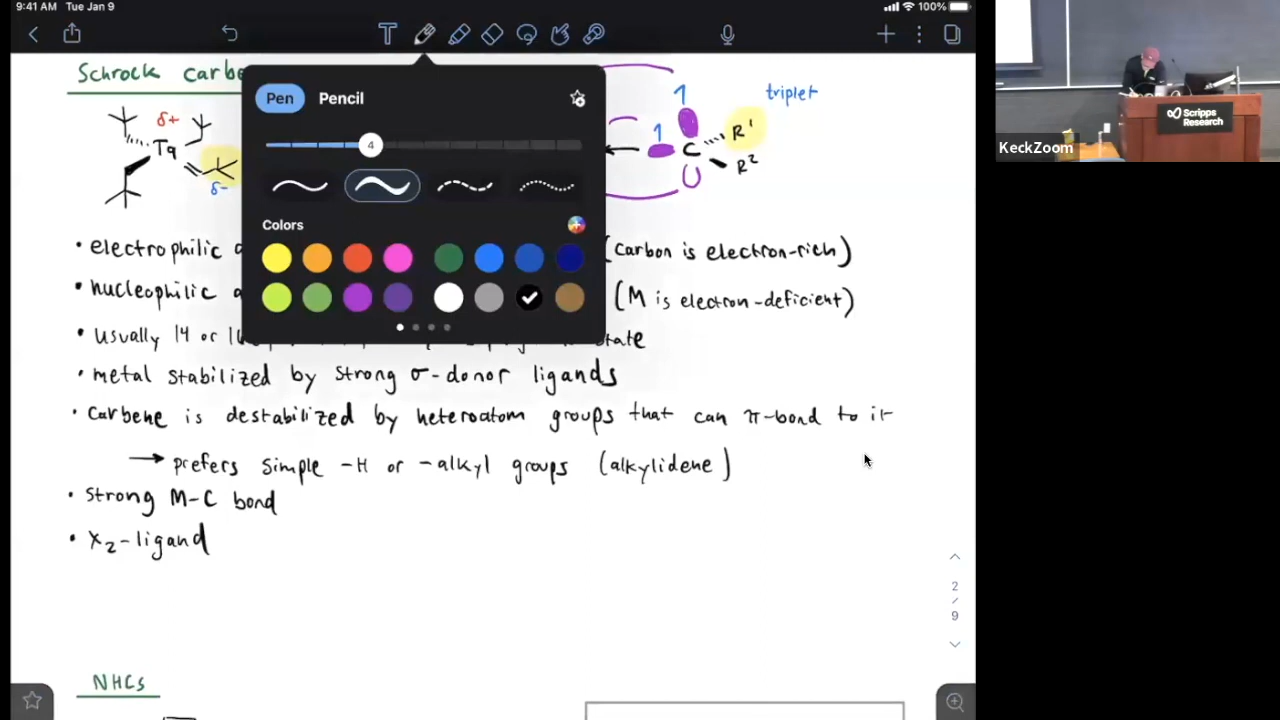 9:41 AM Tue Jan 9
100%
Schrock carbe
Pen
Pencil
4
Colors
δ+
Ta
δ-
1
1
triplet
C
R¹
R²
• electrophilic a
(carbon is electron-rich)
• nucleophilic a
(M is electron-deficient)
• usually 14 or 16
state
• metal stabilized by strong σ-donor ligands
• carbene is destabilized by heteroatom groups that can π-bond to it
→ prefers simple -H or -alkyl groups (alkylidene)
• strong M-C bond
• X₂-ligand
2
/
9
NHCs
Scripps Research
KeckZoom